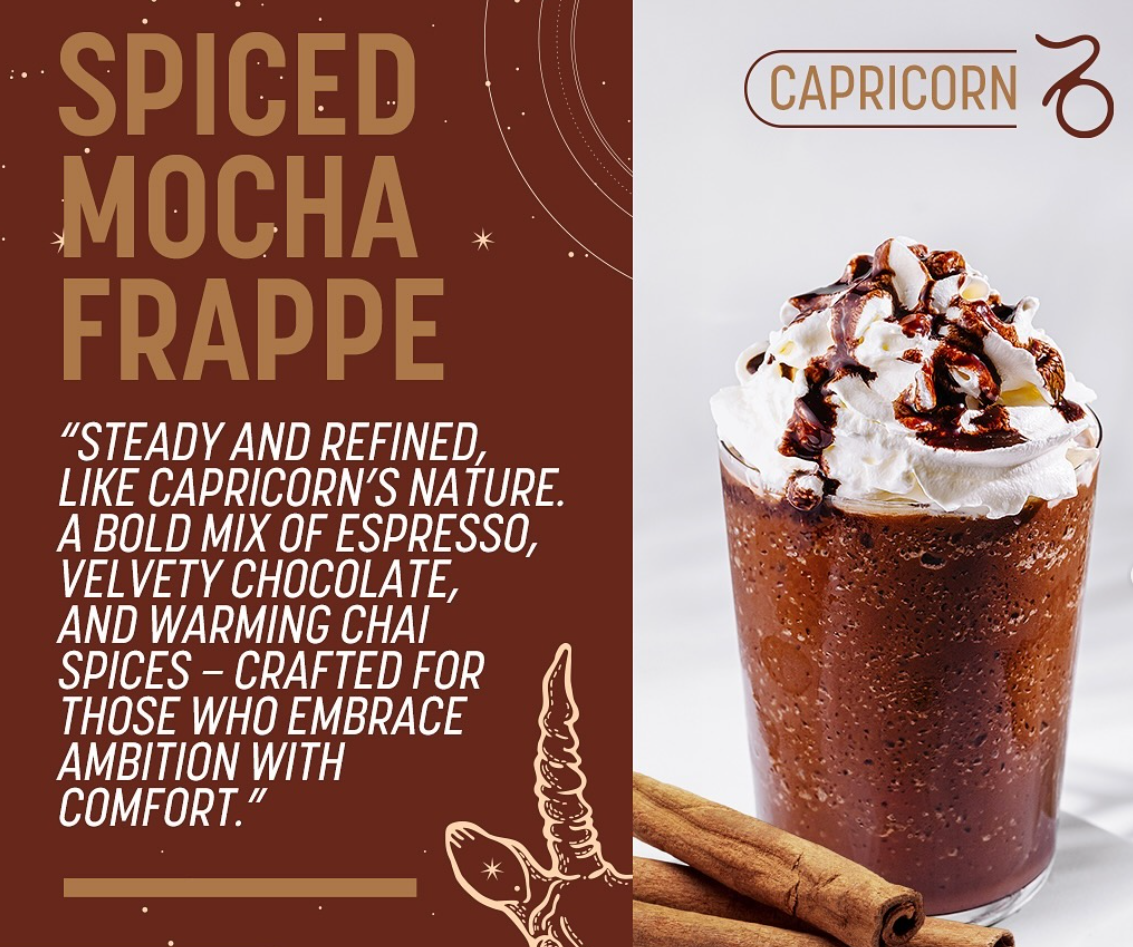 SPICED
MOCHA
FRAPPE
“STEADY AND REFINED,
LIKE CAPRICORN’S NATURE.
A BOLD MIX OF ESPRESSO,
VELVETY CHOCOLATE,
AND WARMING CHAI
SPICES – CRAFTED FOR
THOSE WHO EMBRACE
AMBITION WITH
COMFORT.”
CAPRICORN